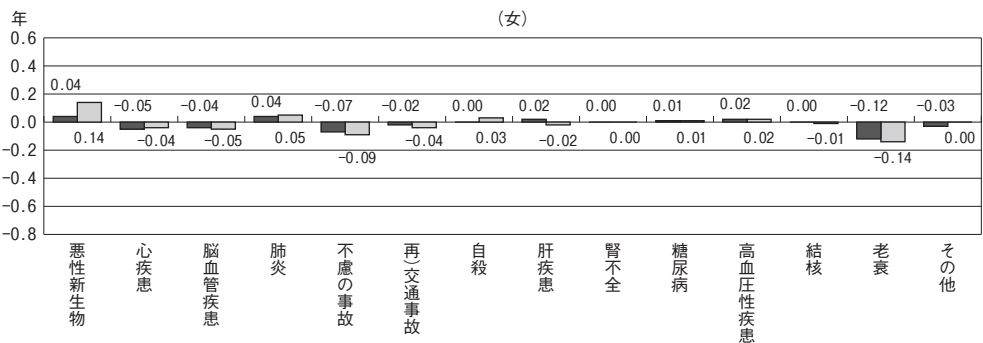 年
(女)
0.6
0.4
0.2
0.0
-0.2
-0.4
-0.6
-0.8
0.04 -0.05 -0.04 0.04 -0.07 -0.02 0.00 0.02 0.00 0.01 0.02 0.00 -0.12 -0.03
0.14 -0.04 -0.05 0.05 -0.09 -0.04 0.03 -0.02 0.00 0.01 0.02 -0.01 -0.14 0.00
悪性新生物
心疾患
脳血管疾患
肺炎
不慮の事故
再)交通事故
自殺
肝疾患
腎不全
糖尿病
高血圧性疾患
結核
老衰
その他